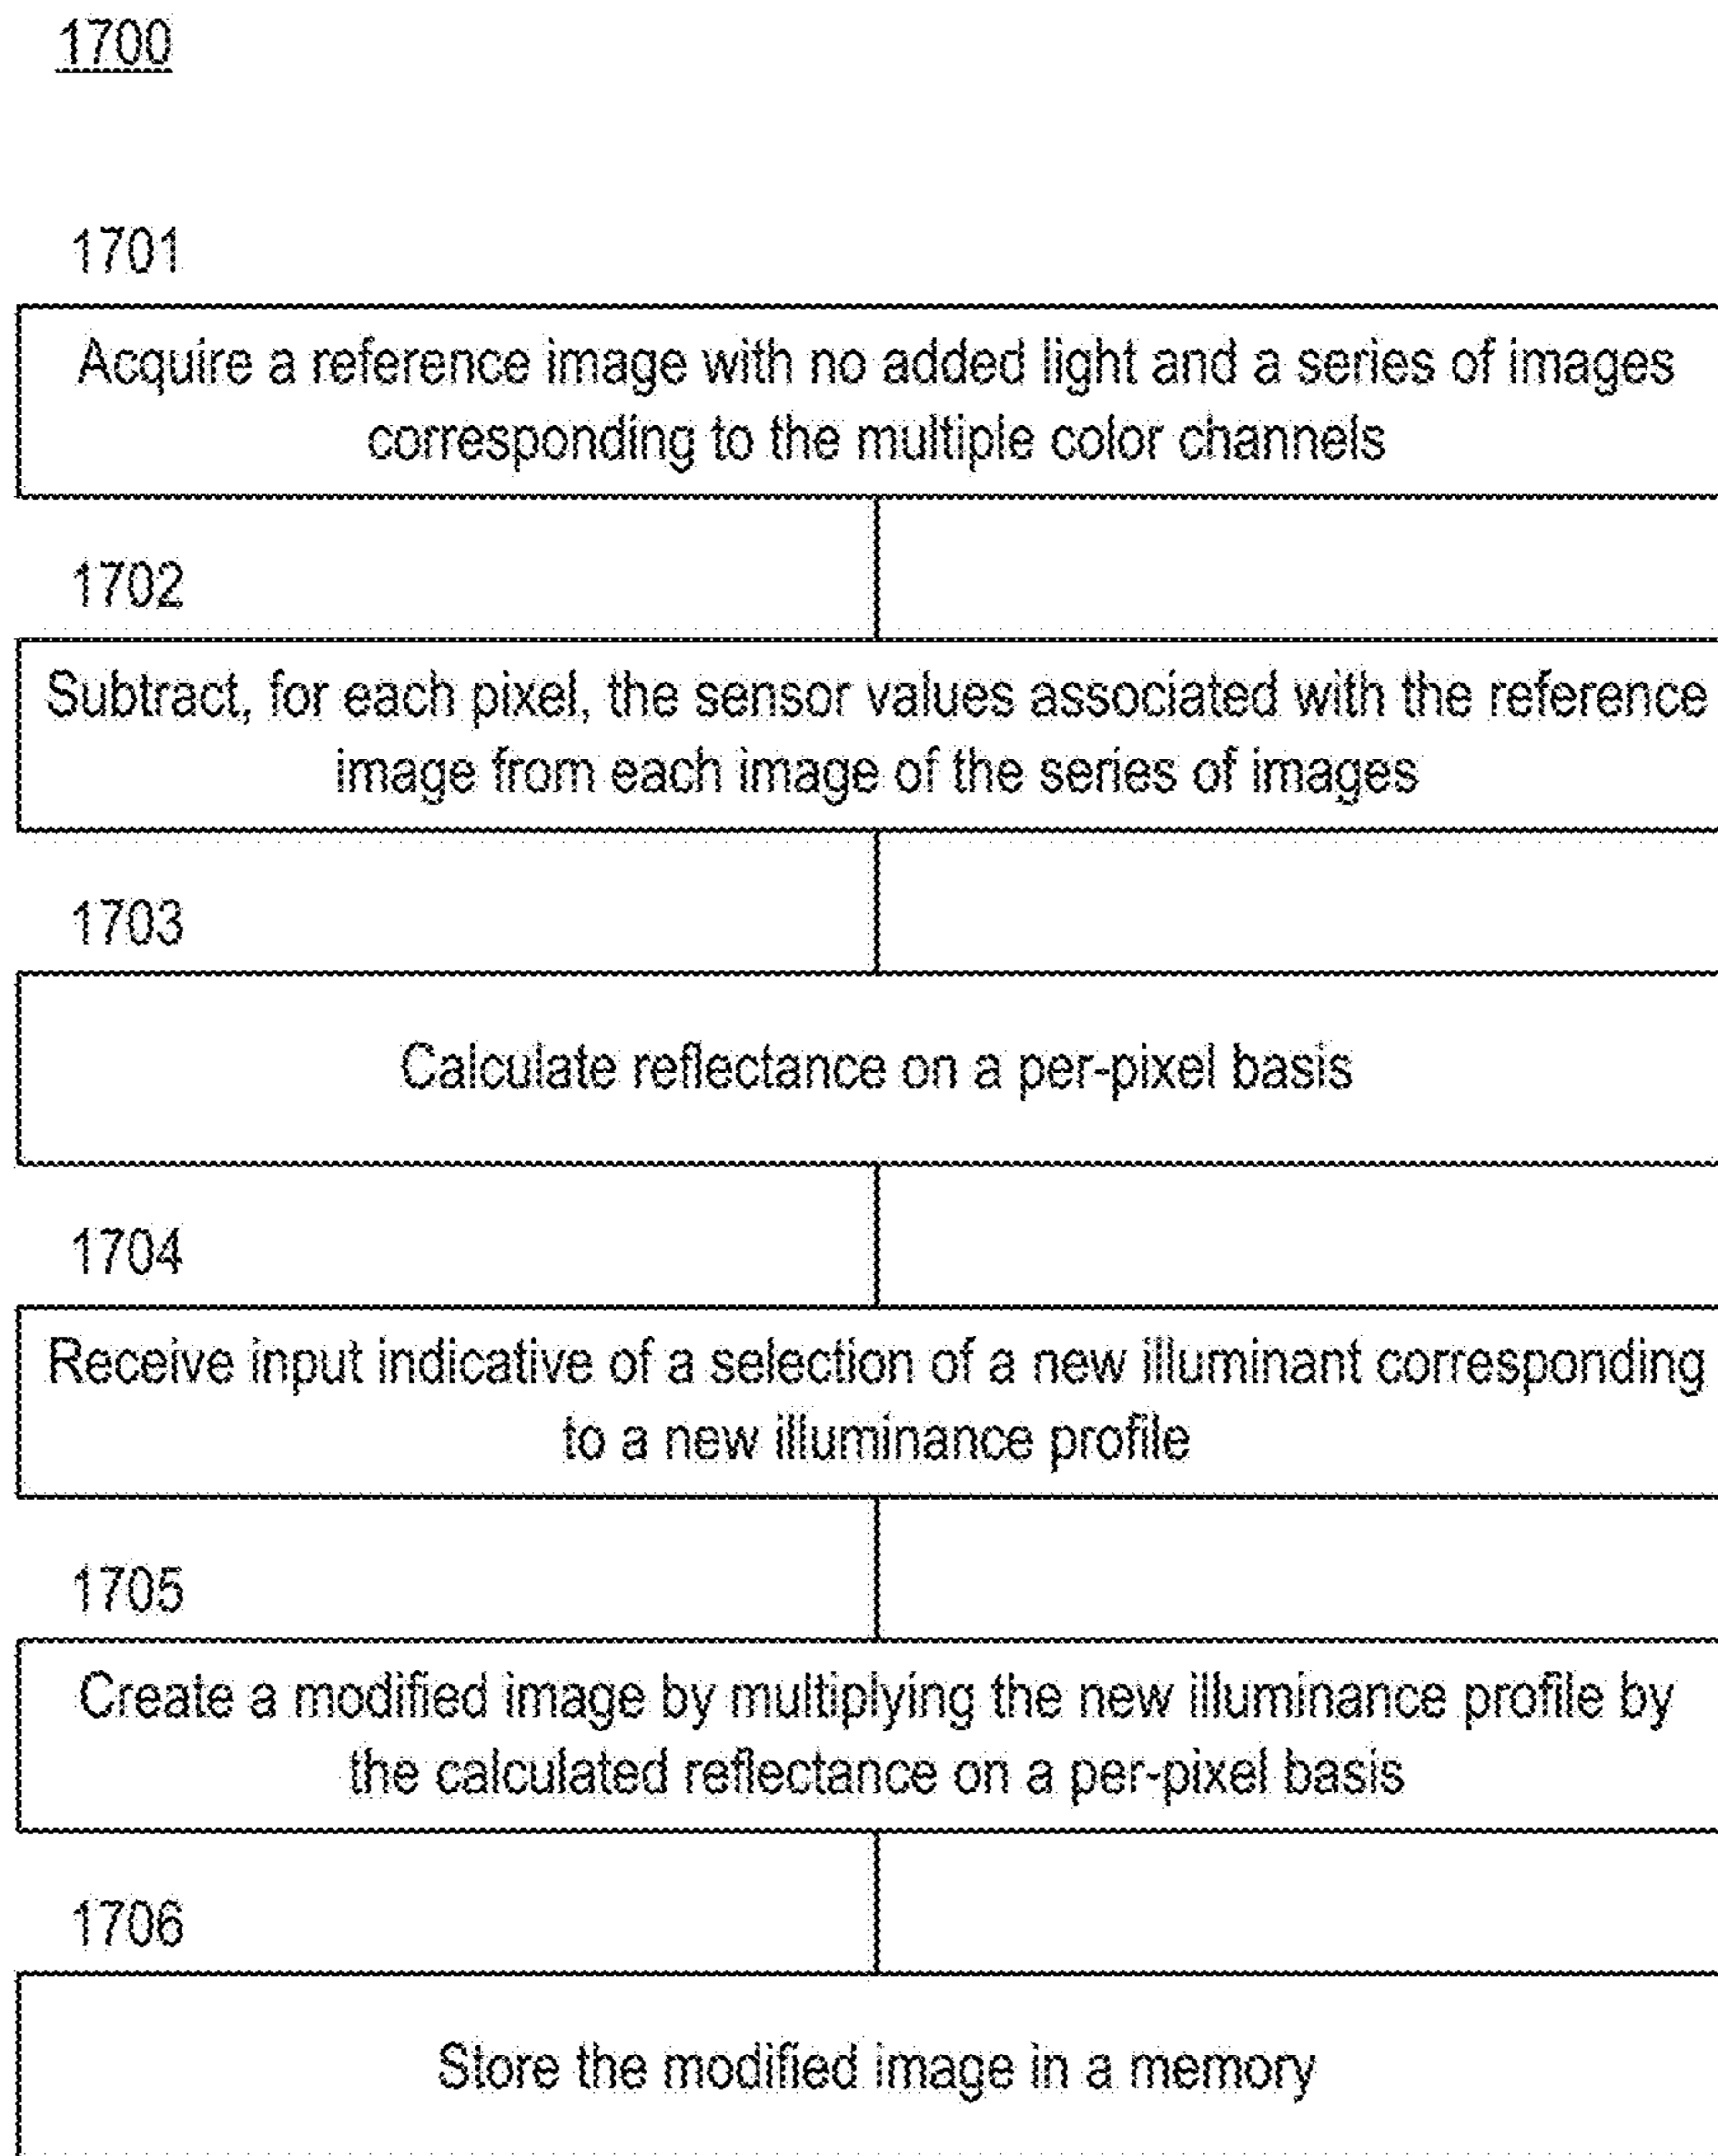 1700
1701
Acquire a reference image with no added light and a series of images
corresponding to the multiple color channels
1702
Subtract, for each pixel, the sensor values associated with the reference
image from each image of the series of images
1703
Calculate reflectance on a per-pixel basis
1704
Receive input indicative of a selection of a new illuminant corresponding
to a new illuminance profile
1705
Create a modified image by multiplying the new illuminance profile by
the calculated reflectance on a per-pixel basis
1706
Store the modified image in a memory